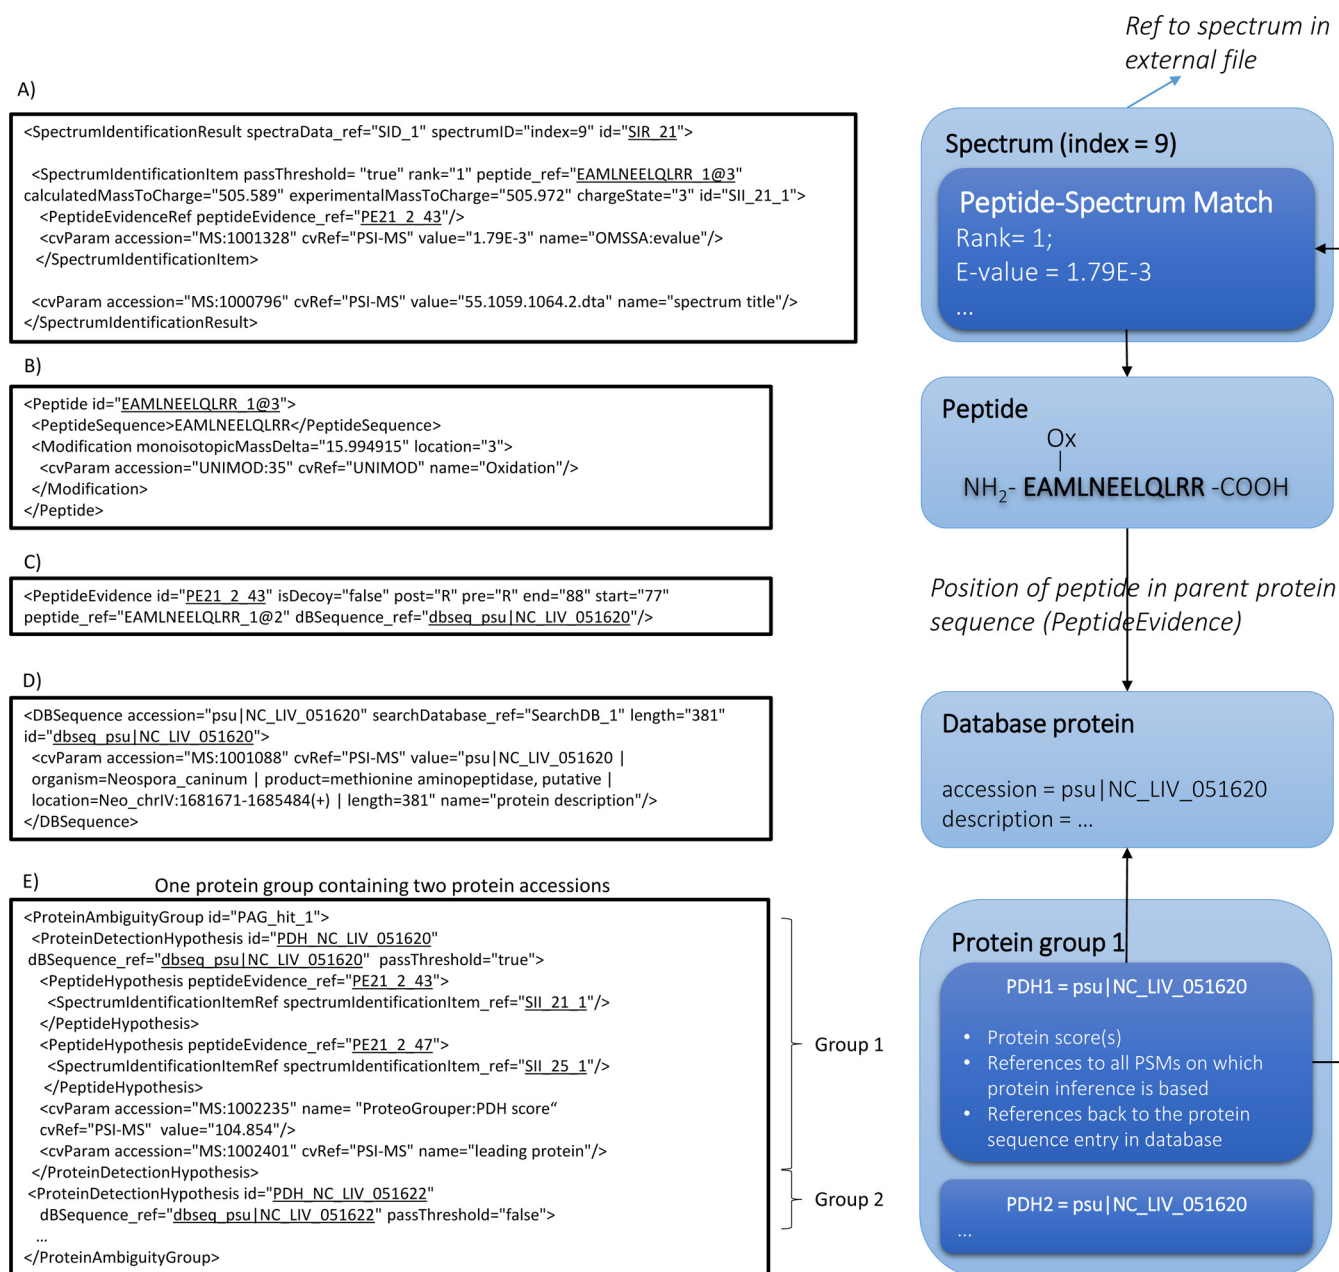 A)
<SpectrumIdentificationResult spectraData_ref="SID_1" spectrumID="index=9" id="SIR_21">
<SpectrumIdentificationItem passThreshold= "true" rank="1" peptide_ref="EAMLNEELQLRR_1@3"
calculatedMassToCharge="505.589" experimentalMassToCharge="505.972" chargeState="3" id="SII_21_1">
<PeptideEvidenceRef peptideEvidence_ref="PE21_2_43"/>
<cvParam accession="MS:1001328" cvRef="PSI-MS" value="1.79E-3" name="OMSSA:evalue"/>
</SpectrumIdentificationItem>
<cvParam accession="MS:1000796" cvRef="PSI-MS" value="55.1059.1064.2.dta" name="spectrum title"/>
</SpectrumIdentificationResult>
B)
<Peptide id="EAMLNEELQLRR_1@3">
<PeptideSequence>EAMLNEELQLRR</PeptideSequence>
<Modification monoisotopicMassDelta="15.994915" location="3">
<cvParam accession="UNIMOD:35" cvRef="UNIMOD" name="Oxidation"/>
</Modification>
</Peptide>
C)
<PeptideEvidence id="PE21_2_43" isDecoy="false" post="R" pre="R" end="88" start="77"
peptide_ref="EAMLNEELQLRR_1@2" dBSequence_ref="dbseq_psu|NC_LIV_051620"/>
D)
<DBSequence accession="psu|NC_LIV_051620" searchDatabase_ref="SearchDB_1" length="381"
id="dbseq_psu|NC_LIV_051620">
<cvParam accession="MS:1001088" cvRef="PSI-MS" value="psu|NC_LIV_051620 |
organism=Neospora_caninum | product=methionine aminopeptidase, putative |
location=Neo_chrIV:1681671-1685484(+) | length=381" name="protein description"/>
</DBSequence>
E)
One protein group containing two protein accessions
<ProteinAmbiguityGroup id="PAG_hit_1">
<ProteinDetectionHypothesis id="PDH_NC_LIV_051620"
dBSequence_ref="dbseq_psu|NC_LIV_051620" passThreshold="true">
<PeptideHypothesis peptideEvidence_ref="PE21_2_43">
<SpectrumIdentificationItemRef spectrumIdentificationItem_ref="SII_21_1"/>
</PeptideHypothesis>
<PeptideHypothesis peptideEvidence_ref="PE21_2_47">
<SpectrumIdentificationItemRef spectrumIdentificationItem_ref="SII_25_1"/>
</PeptideHypothesis>
<cvParam accession="MS:1002235" name= "ProteoGrouper:PDH score“
cvRef="PSI-MS" value="104.854"/>
<cvParam accession="MS:1002401" cvRef="PSI-MS" name="leading protein"/>
</ProteinDetectionHypothesis>
<ProteinDetectionHypothesis id="PDH_NC_LIV_051622"
dBSequence_ref="dbseq_psu|NC_LIV_051622" passThreshold="false">
...
</ProteinAmbiguityGroup>
Group 1
Group 2
Ref to spectrum in
external file
Spectrum (index = 9)
Peptide-Spectrum Match
Rank= 1;
E-value = 1.79E-3
...
Peptide
Ox
NH2- EAMLNEELQLRR -COOH
Position of peptide in parent protein
sequence (PeptideEvidence)
Database protein
accession = psu|NC_LIV_051620
description = ...
Protein group 1
PDH1 = psu|NC_LIV_051620
• Protein score(s)
• References to all PSMs on which
protein inference is based
• References back to the protein
sequence entry in database
PDH2 = psu|NC_LIV_051620
...